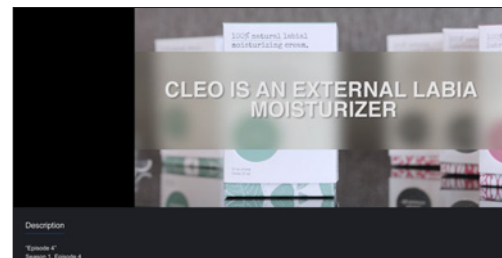 100% natural labial
moisturizing cream.
CLEO IS AN EXTERNAL LABIA
MOISTURIZER
Description
"Episode 4"
Season 1, Episode 4